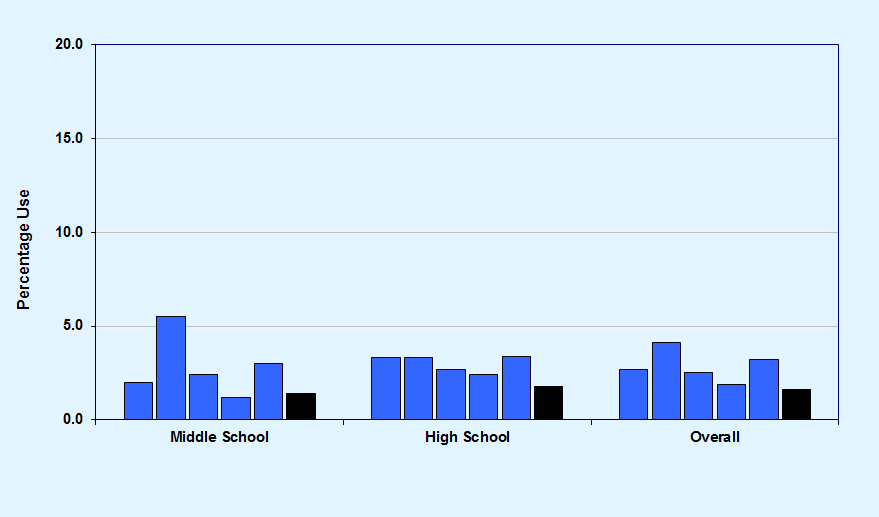 20.0
15.0
10.0
5.0
0.0
Percentage Use
Middle School
High School
Overall